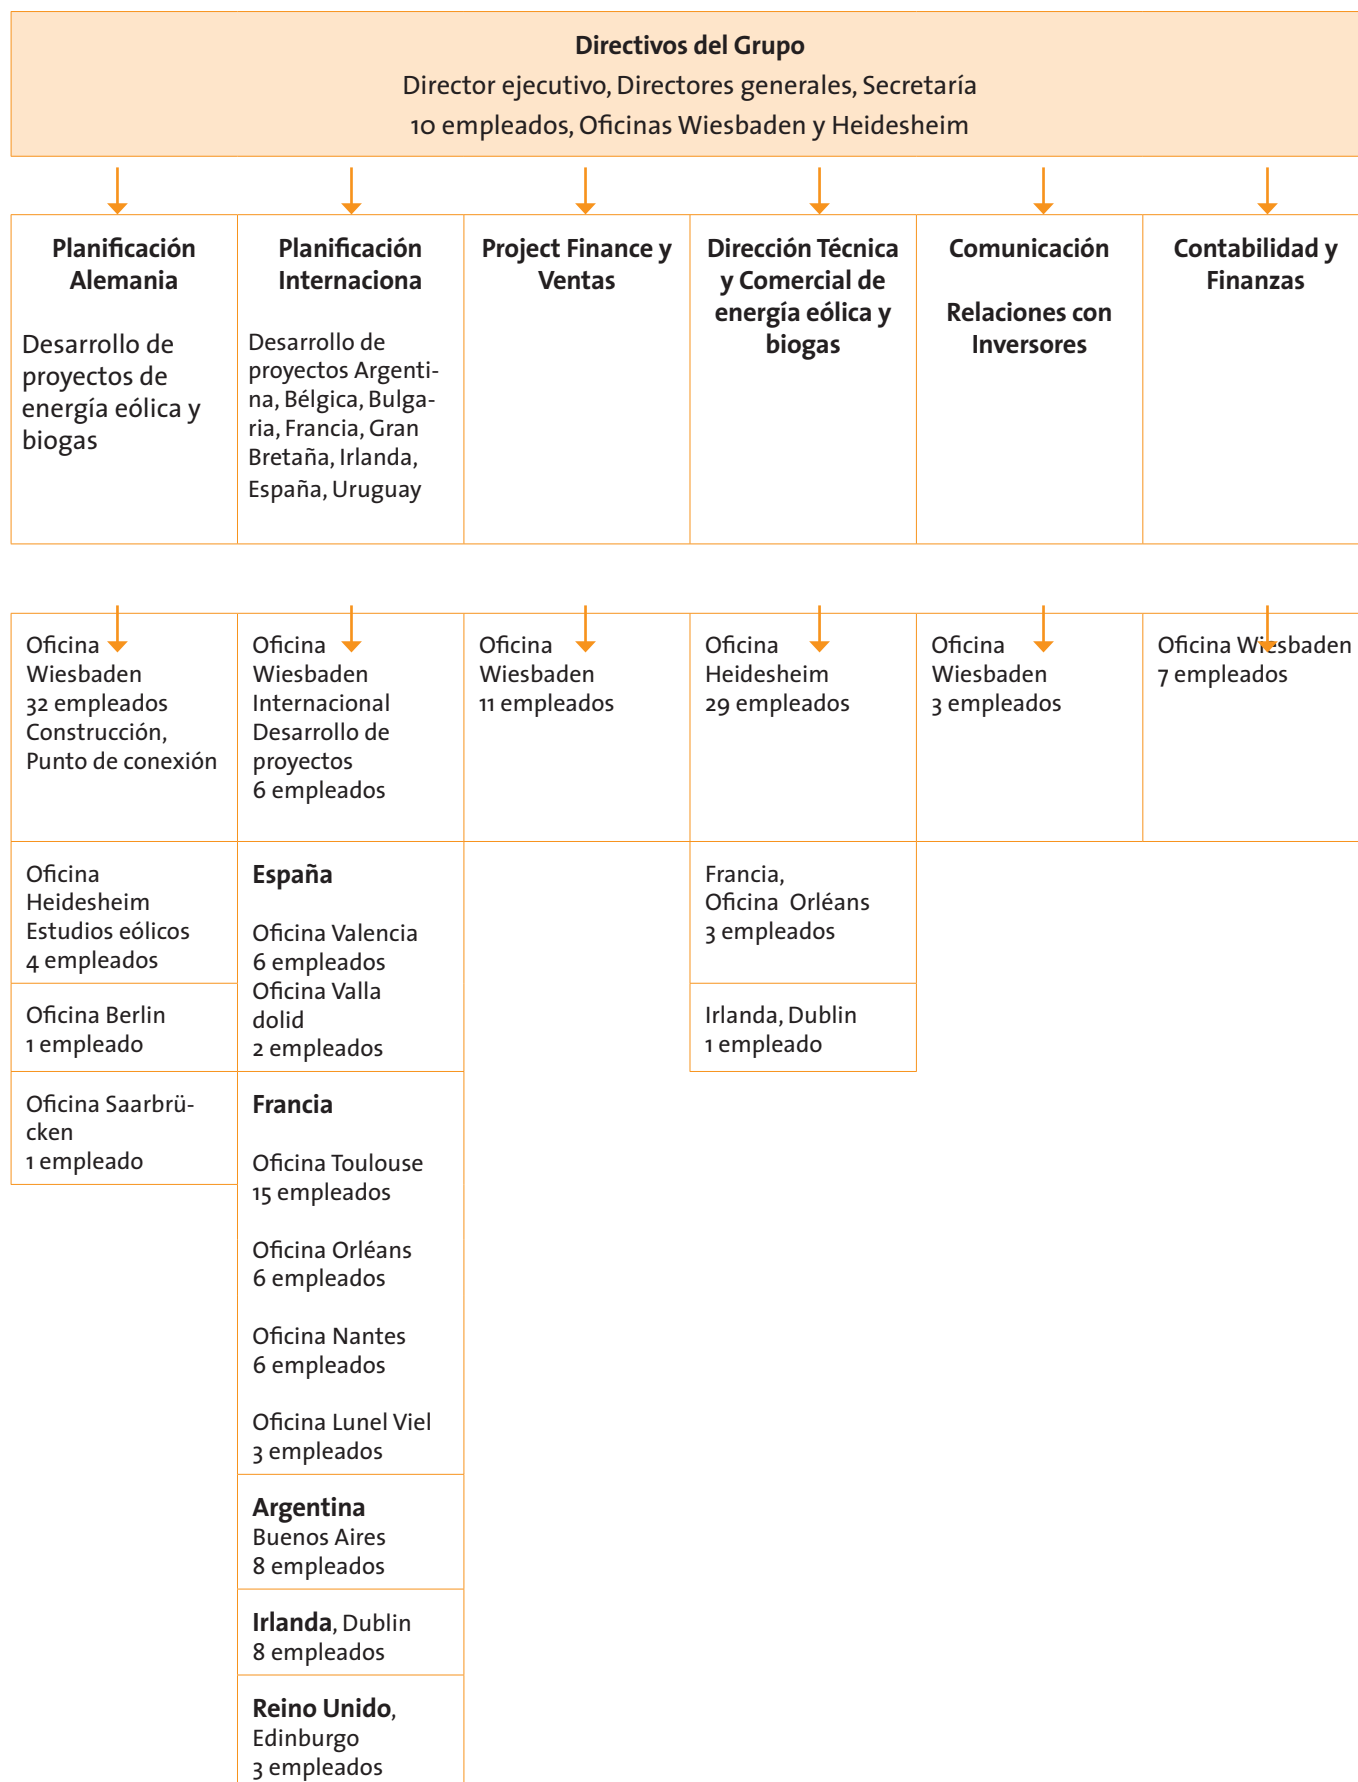 Directivos del Grupo
Director ejecutivo, Directores generales, Secretaría
10 empleados, Oficinas Wiesbaden y Heidesheim
Planificación
Alemania
Desarrollo de
proyectos de
energía eólica y
biogas
Planificación
Internaciona
Desarrollo de
proyectos Argenti-
na, Bélgica, Bulga-
ria, Francia, Gran
Bretaña, Irlanda,
España, Uruguay
Project Finance y
Ventas
Dirección Técnica
y Comercial de
energía eólica y
biogas
Comunicación
Relaciones con
Inversores
Contabilidad y
Finanzas
Oficina
Wiesbaden
32 empleados
Construcción,
Punto de conexión
Oficina
Wiesbaden
Internacional
Desarrollo de
proyectos
6 empleados
Oficina
Wiesbaden
11 empleados
Oficina
Heidesheim
29 empleados
Oficina
Wiesbaden
3 empleados
Oficina Wiesbaden
7 empleados
Oficina
Heidesheim
Estudios eólicos
4 empleados
Oficina Berlin
1 empleado
Oficina Saarbrü-
cken
1 empleado
España
Oficina Valencia
6 empleados
Oficina Valla
dolid
2 empleados
Francia
Oficina Toulouse
15 empleados
Oficina Orléans
6 empleados
Oficina Nantes
6 empleados
Oficina Lunel Viel
3 empleados
Argentina
Buenos Aires
8 empleados
Irlanda, Dublin
8 empleados
Reino Unido,
Edinburgo
3 empleados
Francia,
Oficina Orléans
3 empleados
Irlanda, Dublin
1 empleado